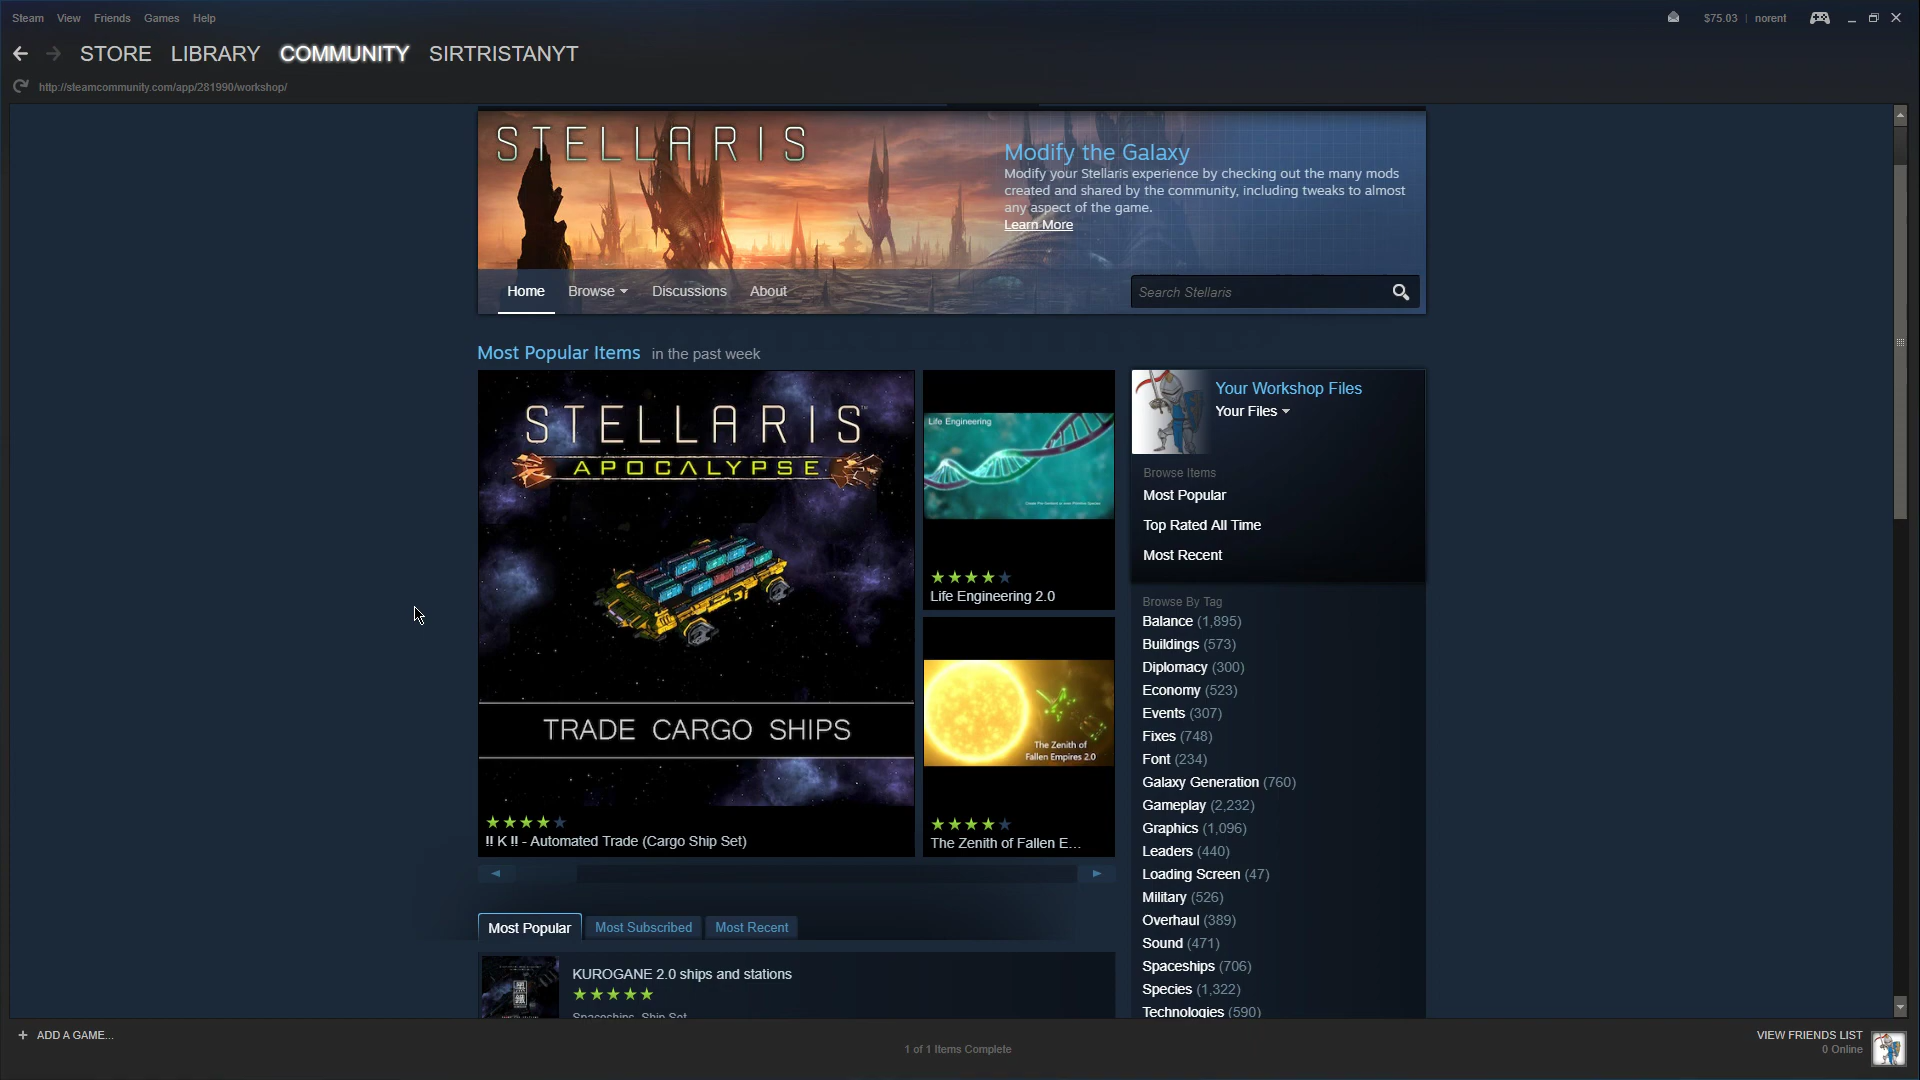 Steam View Friends Games Help
$75.03 | norent
STORE LIBRARY COMMUNITY SIRTRISTANYT
http://steamcommunity.com/app/281990/workshop/
STELLARIS
Modify the Galaxy
Modify your Stellaris experience by checking out the many mods
created and shared by the community, including tweaks to almost
any aspect of the game.
Learn More
Home Browse Discussions About
Search Stellaris
Most Popular Items in the past week
STELLARIS
APOCALYPSE
TRADE CARGO SHIPS
!! K !! - Automated Trade (Cargo Ship Set)
Life Engineering
Life Engineering 2.0
The Zenith of
Fallen Empires 2.0
The Zenith of Fallen E...
Your Workshop Files
Your Files
Browse Items
Most Popular
Top Rated All Time
Most Recent
Browse By Tag
Balance (1,895)
Buildings (573)
Diplomacy (300)
Economy (523)
Events (307)
Fixes (748)
Font (234)
Galaxy Generation (760)
Gameplay (2,232)
Graphics (1,096)
Leaders (440)
Loading Screen (47)
Military (526)
Overhaul (389)
Sound (471)
Spaceships (706)
Species (1,322)
Technologies (590)
Most Popular Most Subscribed Most Recent
KUROGANE 2.0 ships and stations
Spaceships, Ship Set
+ ADD A GAME...
1 of 1 Items Complete
VIEW FRIENDS LIST
0 Online